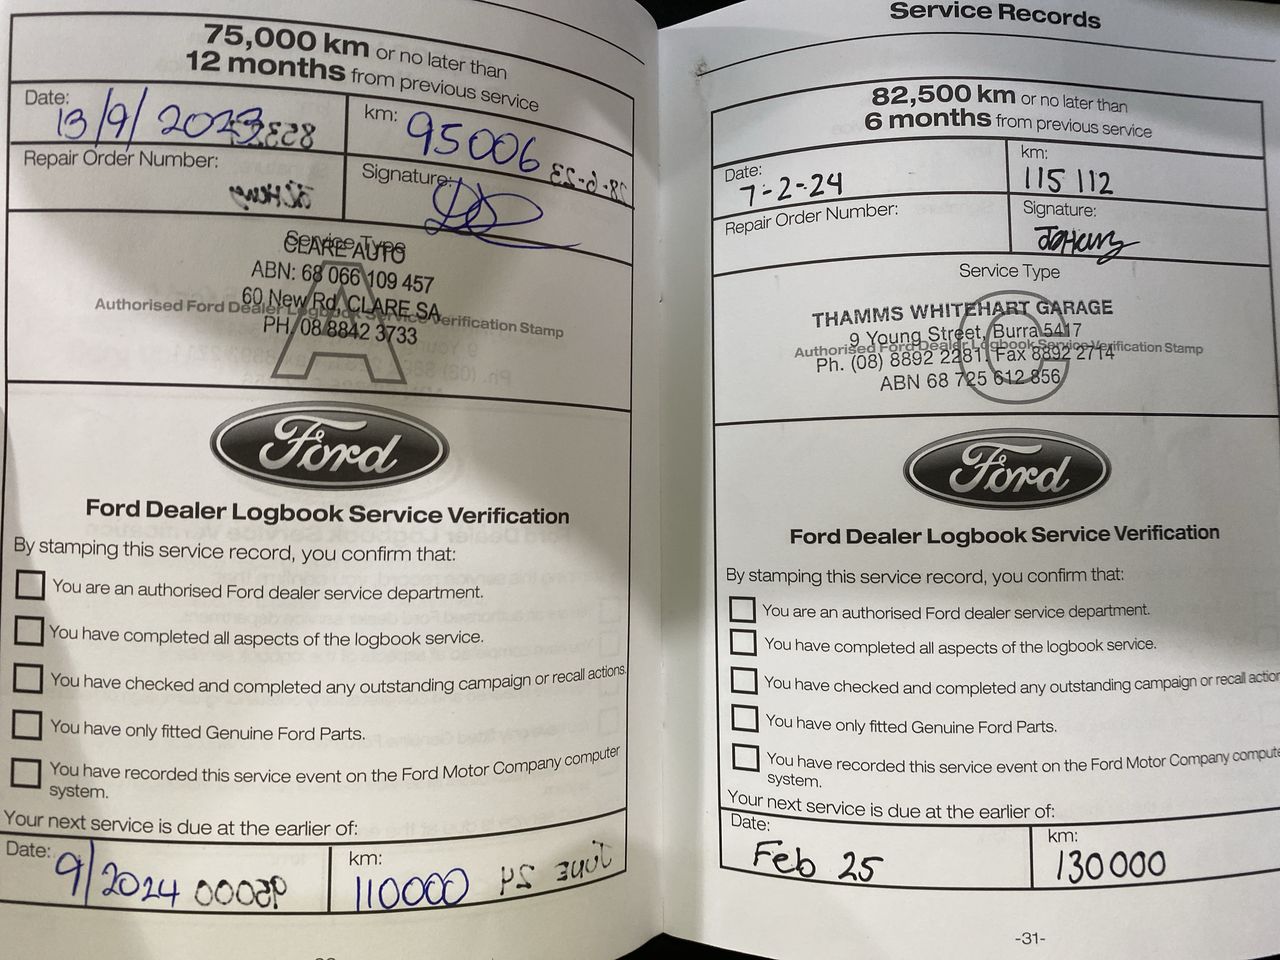 75,000 km or no later than
12 months from previous service
Date:
13/9/2023
km:
95006
Repair Order Number:
Signature:
Service Type
CLARE AUTO
ABN: 68 066 109 457
60 New Rd, CLARE SA
Authorised Ford Dealer Logbook Service Verification Stamp
PH 08 8842 3733
A
Ford
Ford Dealer Logbook Service Verification
By stamping this service record, you confirm that:
You are an authorised Ford dealer service department.
You have completed all aspects of the logbook service.
You have checked and completed any outstanding campaign or recall actions.
You have only fitted Genuine Ford Parts.
You have recorded this service event on the Ford Motor Company computer
system.
Your next service is due at the earlier of:
Date:
9/2024
km:
110000
Service Records
82,500 km or no later than
6 months from previous service
Date:
7-2-24
km:
115 112
Repair Order Number:
Signature:
Service Type
THAMMS WHITEHART GARAGE
9 Young Street, Burra 5417
Authorised Ford Dealer Logbook Service Verification Stamp
Ph. (08) 8892 2281. Fax 8892 2714
ABN 68 725 612 856
C
Ford
Ford Dealer Logbook Service Verification
By stamping this service record, you confirm that:
You are an authorised Ford dealer service department.
You have completed all aspects of the logbook service.
You have checked and completed any outstanding campaign or recall action
You have only fitted Genuine Ford Parts.
You have recorded this service event on the Ford Motor Company compute
system.
Your next service is due at the earlier of:
Date:
Feb 25
km:
130000
-31-